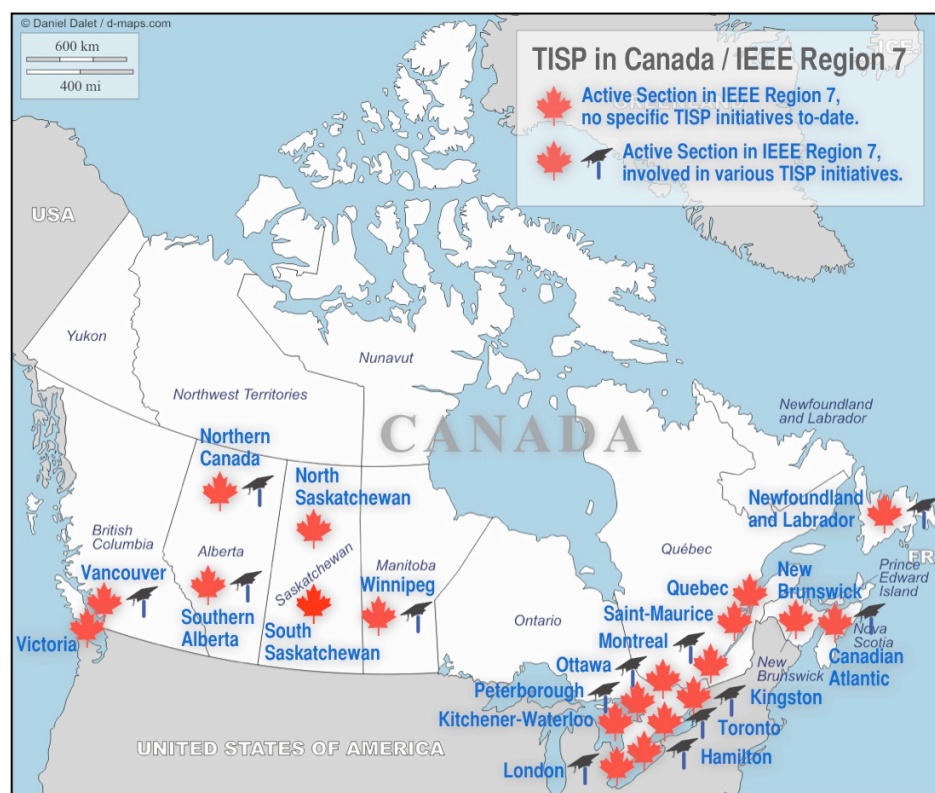 © Daniel Dalet / d-maps.com
600 km
400 mi
TISP in Canada / IEEE Region 7
Active Section in IEEE Region 7,
no specific TISP initiatives to-date.
Active Section in IEEE Region 7,
involved in various TISP initiatives.
ICE.
GREENLAND
USA
Yukon
Nunavut
Northwest Territories
CANADA
Newfoundland
and Labrador
Northern
Canada
North
Saskatchewan
Newfoundland
and Labrador
British
Columbia
Alberta
Saskatchewan
Manitoba
Québec
FR
Vancouver
Winnipeg
Quebec
New
Brunswick
Prince
Edward
Island
Victoria
Southern
Alberta
South
Saskatchewan
Ontario
Saint-Maurice
Nova
Scotia
Montreal
Canadian
Atlantic
Ottawa
New
Brunswick
Peterborough
Kingston
Kitchener-Waterloo
Toronto
UNITED STATES OF AMERICA
Hamilton
London